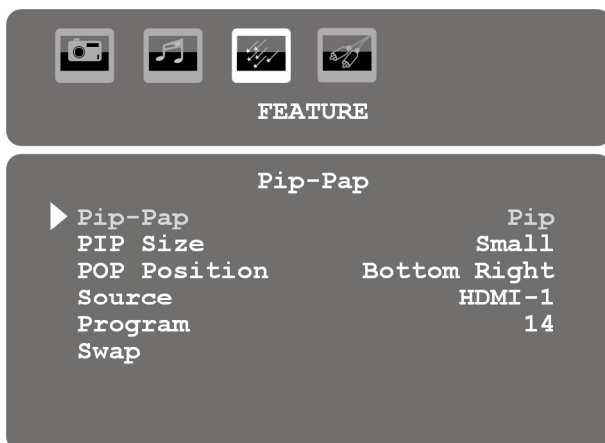 FEATURE
Pip-Pap
Pip-Pap Pip
PIP Size Small
POP Position Bottom Right
Source HDMI-1
Program 14
Swap